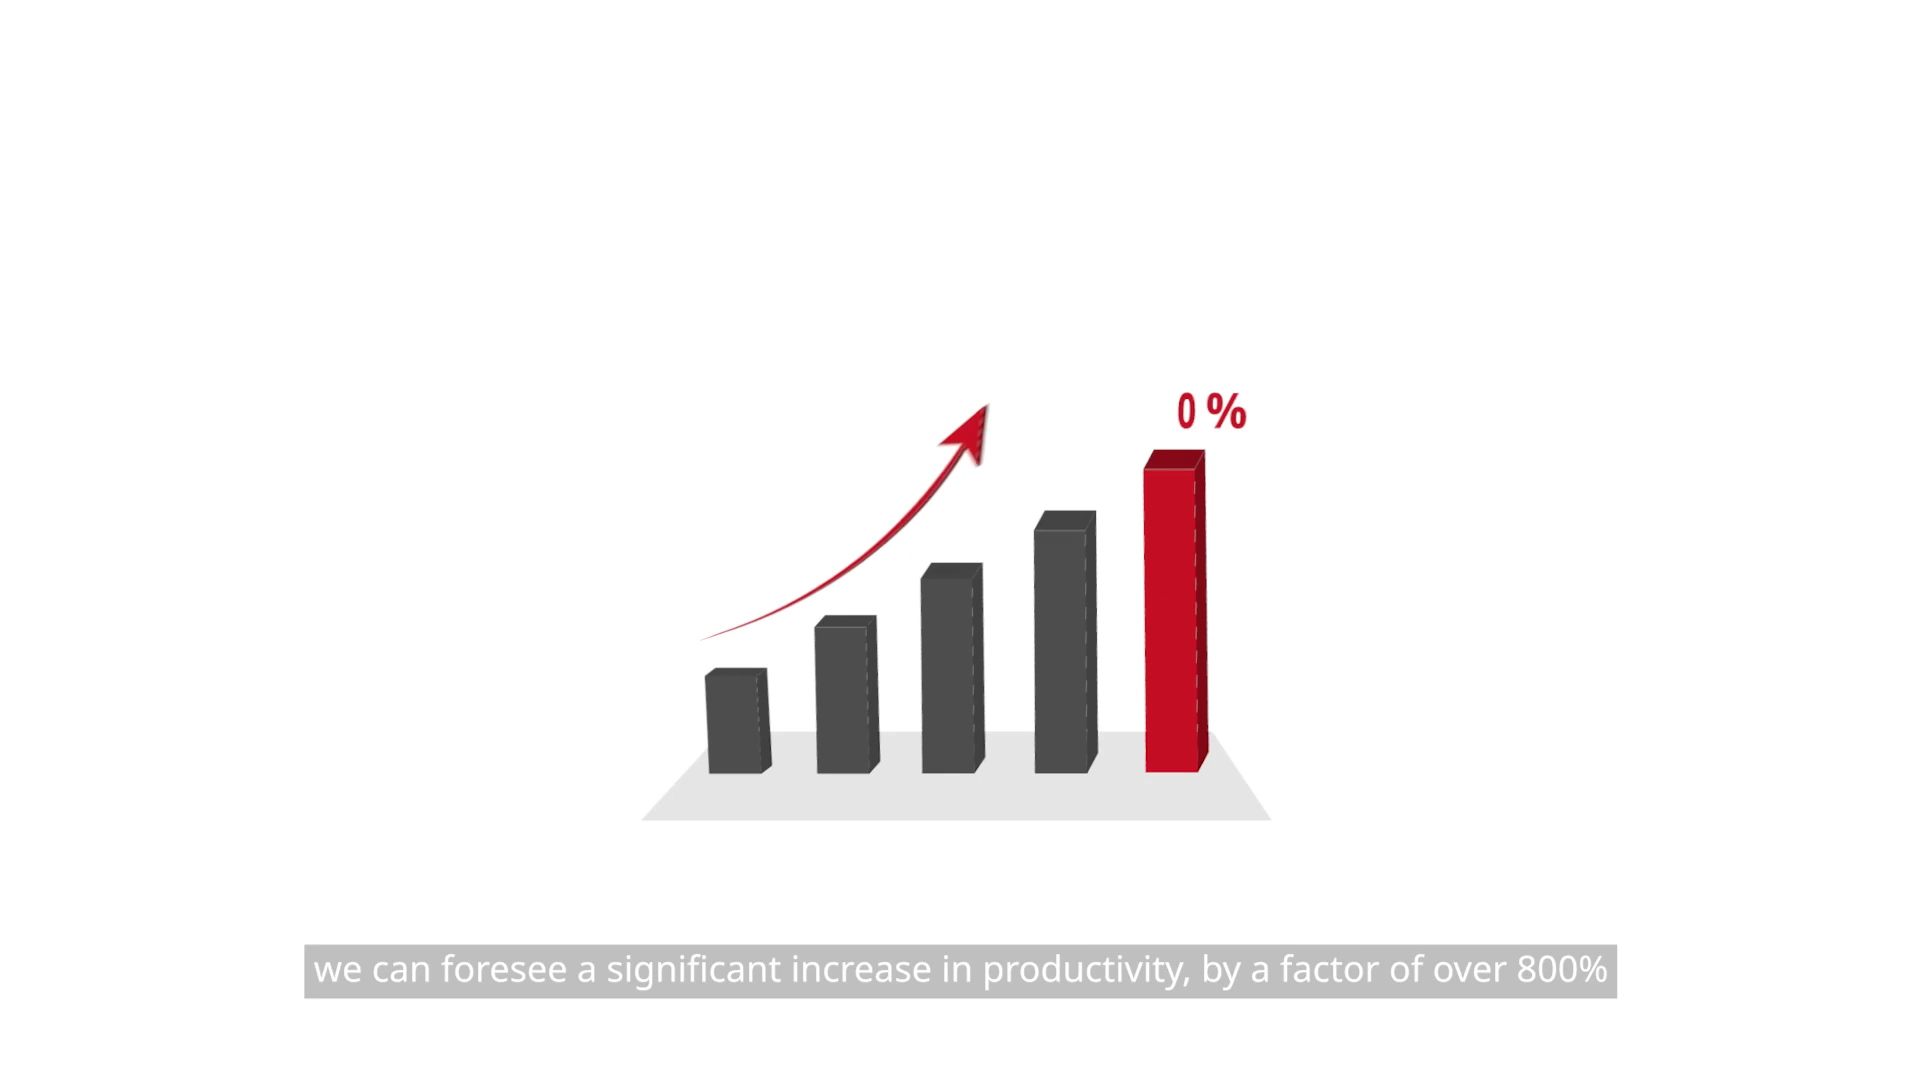 0 %
we can foresee a significant increase in productivity, by a factor of over 800%